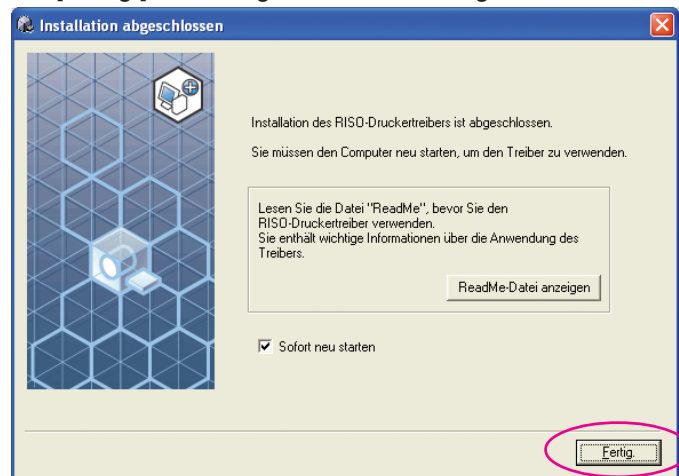 Installation abgeschlossen
Installation des RISO-Druckertreibers ist abgeschlossen.
Sie müssen den Computer neu starten, um den Treiber zu verwenden.
Lesen Sie die Datei "ReadMe", bevor Sie den
RISO-Druckertreiber verwenden.
Sie enthält wichtige Informationen über die Anwendung des
Treibers.
ReadMe-Datei anzeigen
Sofort neu starten
Fertig.